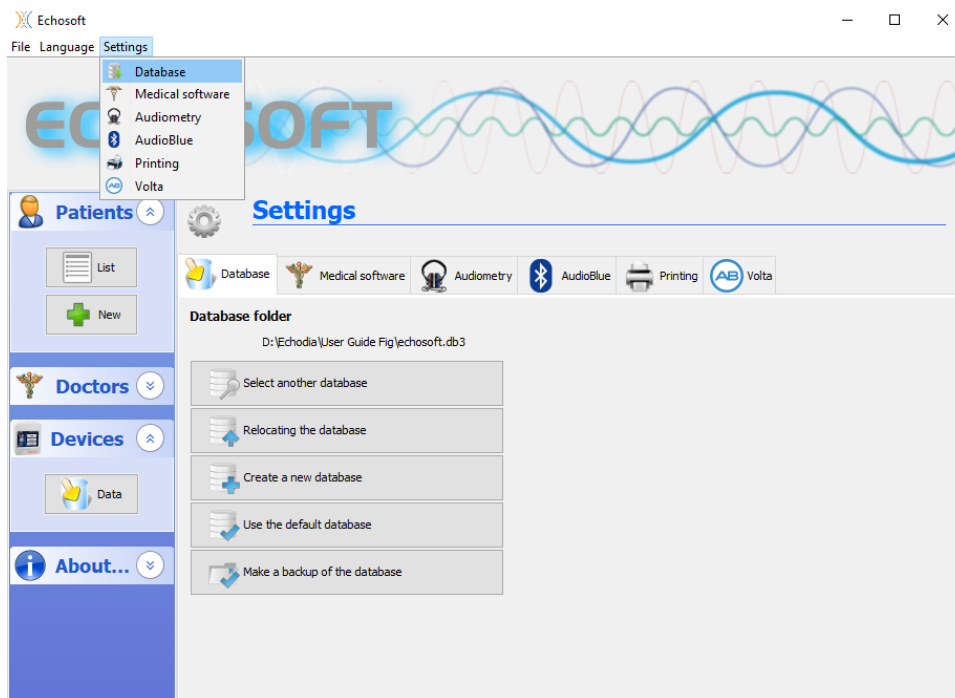 Echosoft
File Language Settings
Database
Medical software
Audiometry
AudioBlue
Printing
AB Volta
Patients
List
New
Doctors
Devices
Data
i About...
Settings
Database Medical software Audiometry AudioBlue Printing AB Volta
Database folder
D:\Echodia\User Guide Fig\echosoft.db3
Select another database
Relocating the database
Create a new database
Use the default database
Make a backup of the database